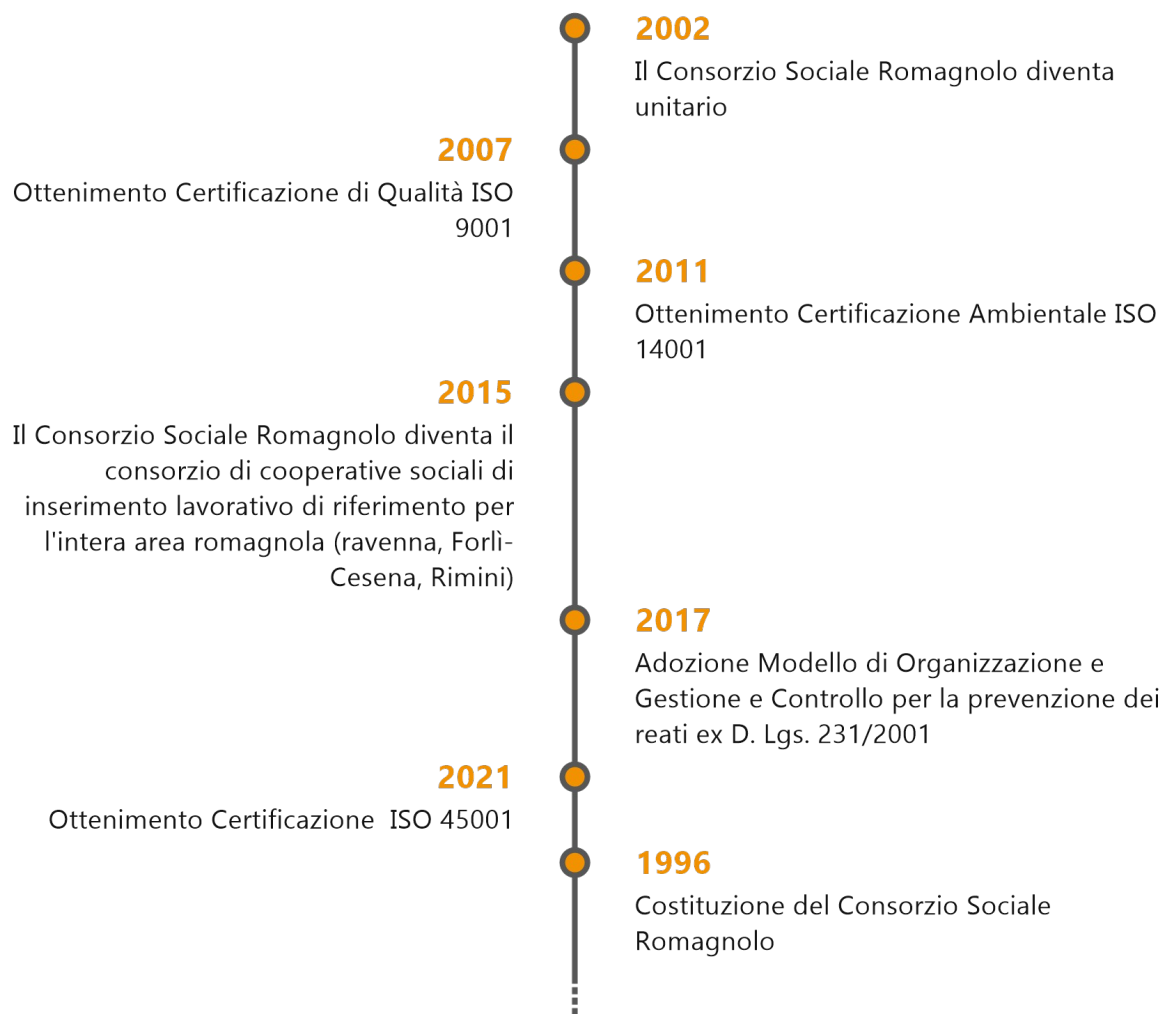 2002
Il Consorzio Sociale Romagnolo diventa
unitario
2007
Ottenimento Certificazione di Qualità ISO
9001
2011
Ottenimento Certificazione Ambientale ISO
14001
2015
Il Consorzio Sociale Romagnolo diventa il
consorzio di cooperative sociali di
inserimento lavorativo di riferimento per
l'intera area romagnola (ravenna, Forlì-
Cesena, Rimini)
2017
Adozione Modello di Organizzazione e
Gestione e Controllo per la prevenzione dei
reati ex D. Lgs. 231/2001
2021
Ottenimento Certificazione  ISO 45001
1996
Costituzione del Consorzio Sociale
Romagnolo